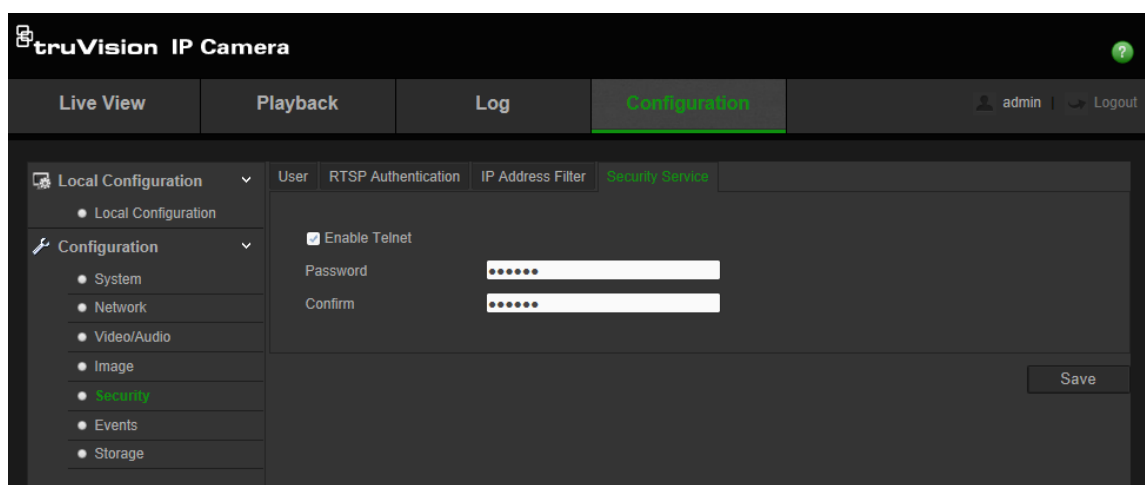 truVision IP Camera
?
Live View Playback Log Configuration admin | Logout
Local Configuration
Local Configuration
Configuration
System
Network
Video/Audio
Image
Security
Events
Storage
User RTSP Authentication IP Address Filter Security Service
Enable Telnet
Password ●●●●●●
Confirm ●●●●●●
Save